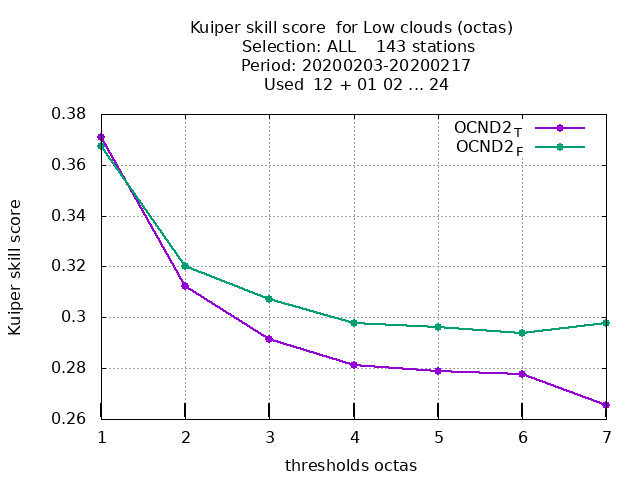 Kuiper skill score  for Low clouds (octas)
Selection: ALL    143 stations
Period: 20200203-20200217
Used  12 + 01 02 ... 24
0.38
0.36
0.34
0.32
0.3
0.28
0.26
Kuiper skill score
OCND2T
OCND2F
1 2 3 4 5 6 7
thresholds octas